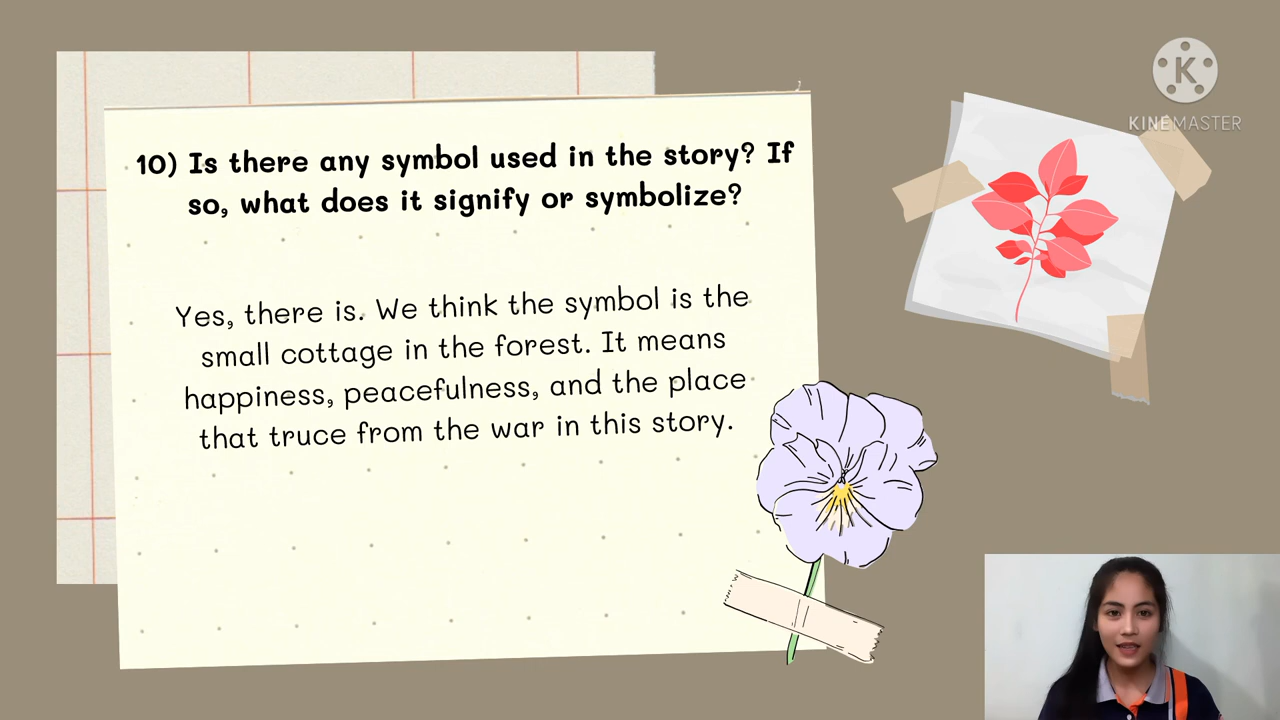 10) Is there any symbol used in the story? If
so, what does it signify or symbolize?
Yes, there is. We think the symbol is the
small cottage in the forest. It means
happiness, peacefulness, and the place
that truce from the war in this story.
K
KINEMASTER